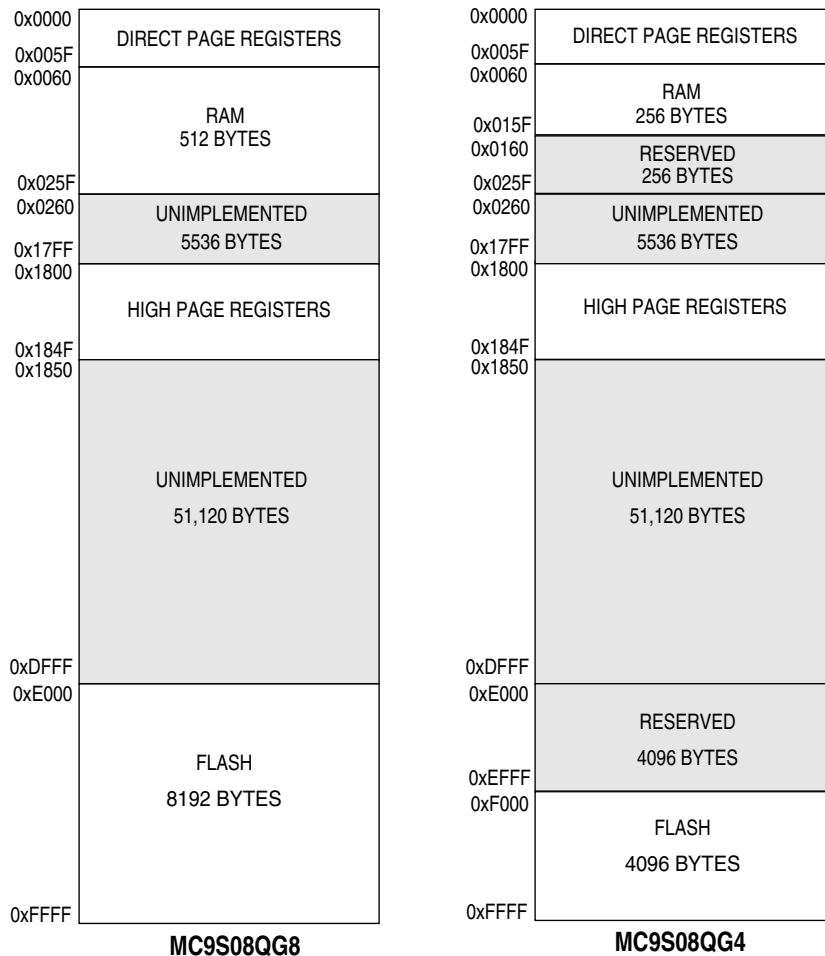 0x0000
DIRECT PAGE REGISTERS
0x005F
0x0060
RAM
512 BYTES
0x025F
0x0260
UNIMPLEMENTED
5536 BYTES
0x17FF
0x1800
HIGH PAGE REGISTERS
0x184F
0x1850
UNIMPLEMENTED
51,120 BYTES
0xDFFF
0xE000
FLASH
8192 BYTES
0xFFFF
MC9S08QG8
0x0000
DIRECT PAGE REGISTERS
0x005F
0x0060
RAM
256 BYTES
0x015F
0x0160
RESERVED
256 BYTES
0x025F
0x0260
UNIMPLEMENTED
5536 BYTES
0x17FF
0x1800
HIGH PAGE REGISTERS
0x184F
0x1850
UNIMPLEMENTED
51,120 BYTES
0xDFFF
0xE000
RESERVED
4096 BYTES
0xEFFF
0xF000
FLASH
4096 BYTES
0xFFFF
MC9S08QG4